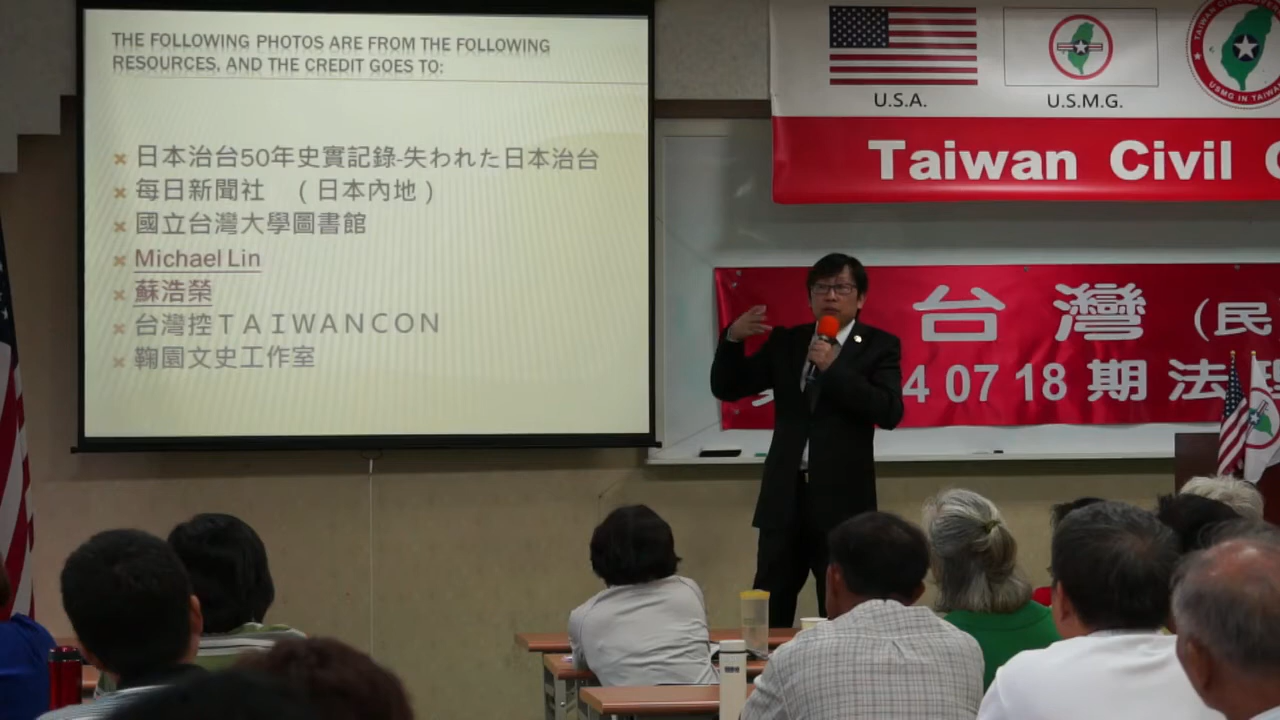 THE FOLLOWING PHOTOS ARE FROM THE FOLLOWING
RESOURCES, AND THE CREDIT GOES TO:
日本治台50年史實記錄-失われた日本治台
每日新聞社 （日本內地）
國立台灣大學圖書館
Michael Lin
蘇浩榮
台灣控ＴＡＩＷＡＮＣＯＮ
鞠園文史工作室
U.S.A.
U.S.M.G.
USMG IN TAIWAN
Taiwan Civil
台灣（民
4 07 18 期 法理